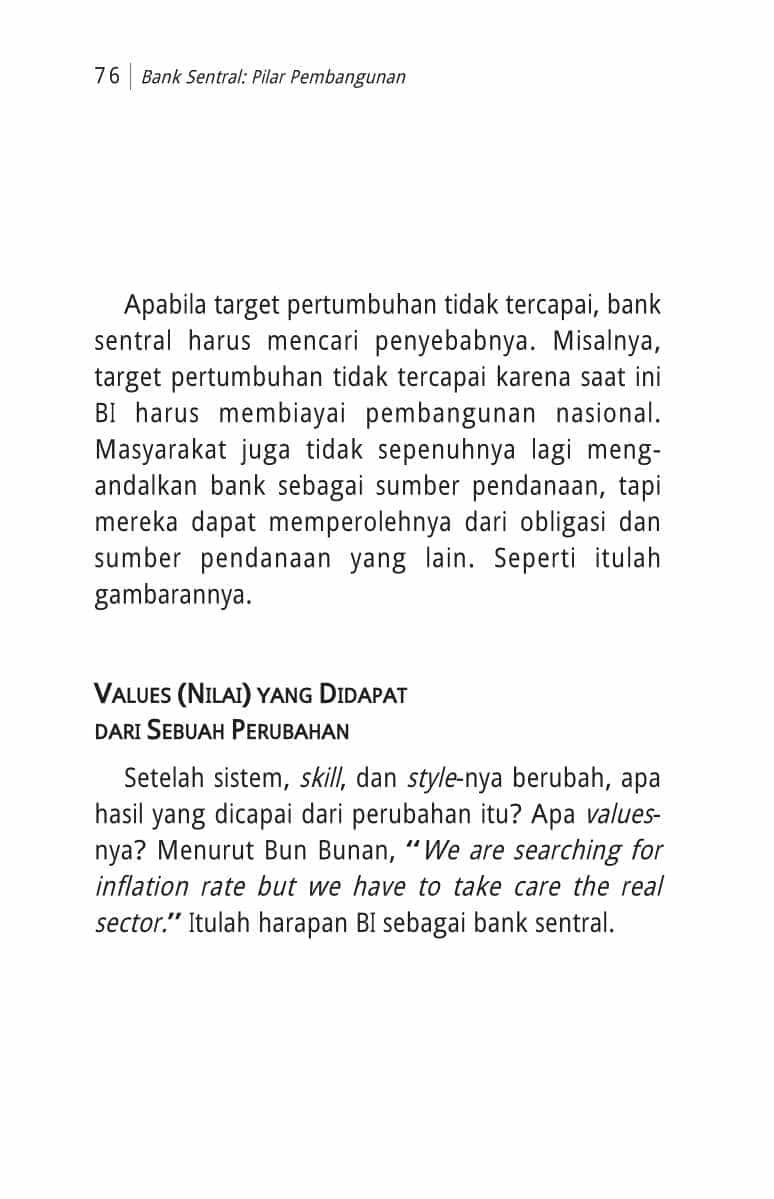 76 | Bank Sentral: Pilar Pembangunan
Apabila target pertumbuhan tidak tercapai, bank
sentral harus mencari penyebabnya. Misalnya,
target pertumbuhan tidak tercapai karena saat ini
BI harus membiayai pembangunan nasional.
Masyarakat juga tidak sepenuhnya lagi meng-
andalkan bank sebagai sumber pendanaan, tapi
mereka dapat memperolehnya dari obligasi dan
sumber pendanaan yang lain. Seperti itulah
gambarannya.
Values (Nilai) yang Didapat
dari Sebuah Perubahan
Setelah sistem, skill, dan style-nya berubah, apa
hasil yang dicapai dari perubahan itu? Apa values-
nya? Menurut Bun Bunan, “We are searching for
inflation rate but we have to take care the real
sector.” Itulah harapan BI sebagai bank sentral.